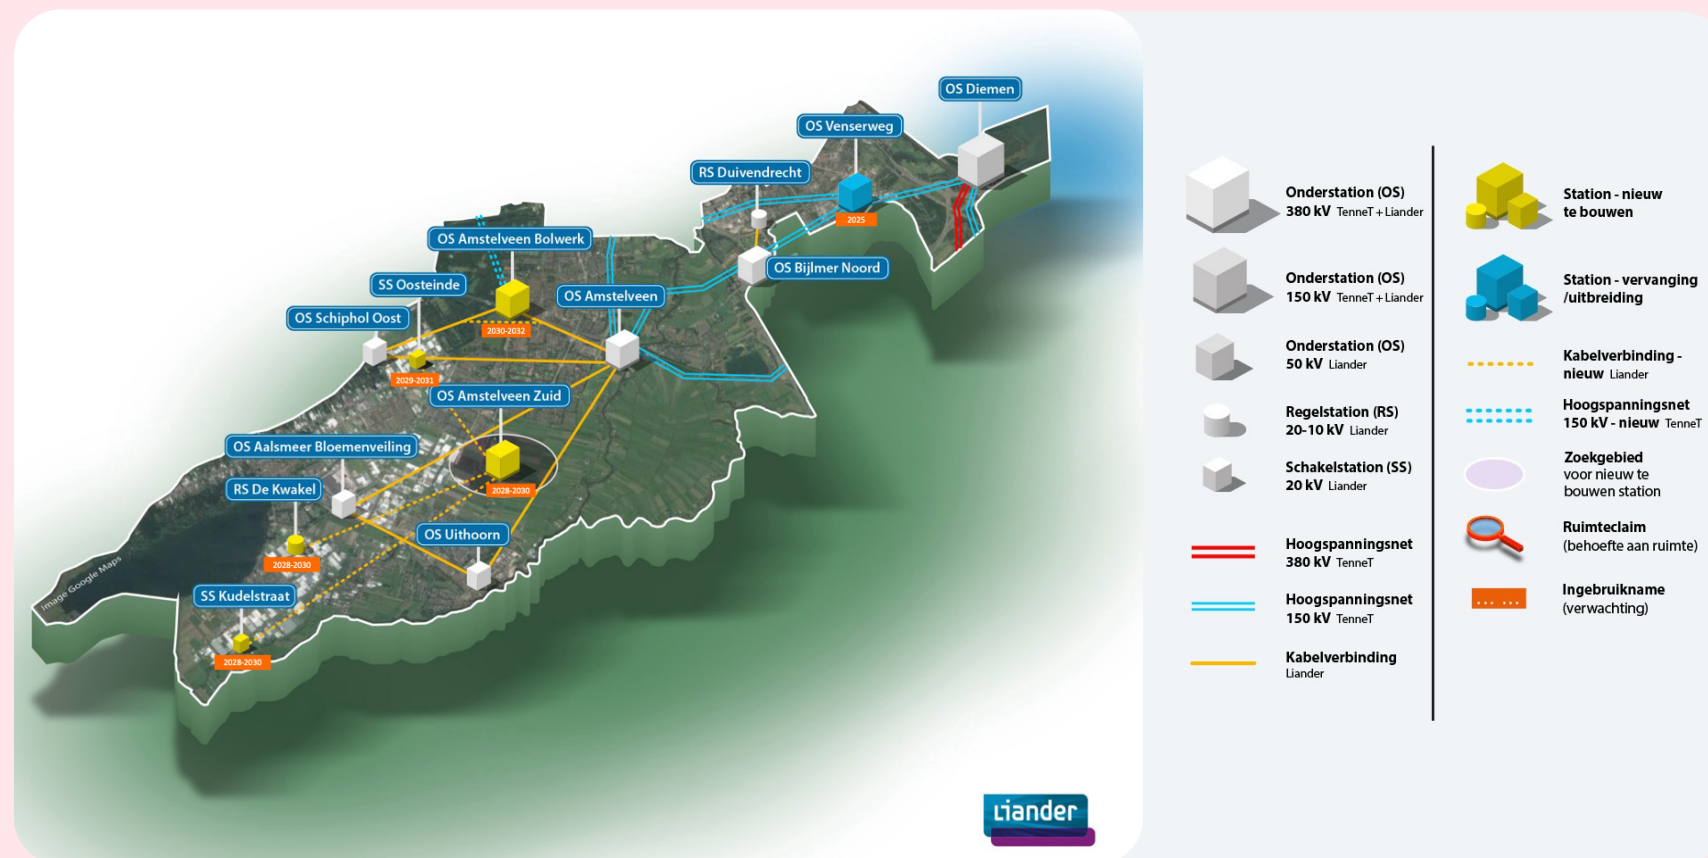 OS Diemen
OS Venserweg
RS Duivendrecht
2025
OS Amstelveen Bolwerk
OS Bijlmer Noord
SS Oosteinde
OS Amstelveen
OS Schiphol Oost
2030-2032
2029-2031
OS Amstelveen Zuid
OS Aalsmeer Bloemenveiling
RS De Kwakel
2028-2030
OS Uithoorn
2028-2030
SS Kudelstraat
2028-2030
Image Google Maps
Liander
Onderstation (OS)
380 kV TenneT + Liander
Onderstation (OS)
150 kV TenneT + Liander
Onderstation (OS)
50 kV Liander
Regelstation (RS)
20-10 kV Liander
Schakelstation (SS)
20 kV Liander
Hoogspanningsnet
380 kV TenneT
Hoogspanningsnet
150 kV TenneT
Kabelverbinding
Liander
Station - nieuw
te bouwen
Station - vervanging
/uitbreiding
Kabelverbinding -
nieuw Liander
Hoogspanningsnet
150 kV - nieuw TenneT
Zoekgebied
voor nieuw te
bouwen station
Ruimteclaim
(behoefte aan ruimte)
... ...
Ingebruikname
(verwachting)